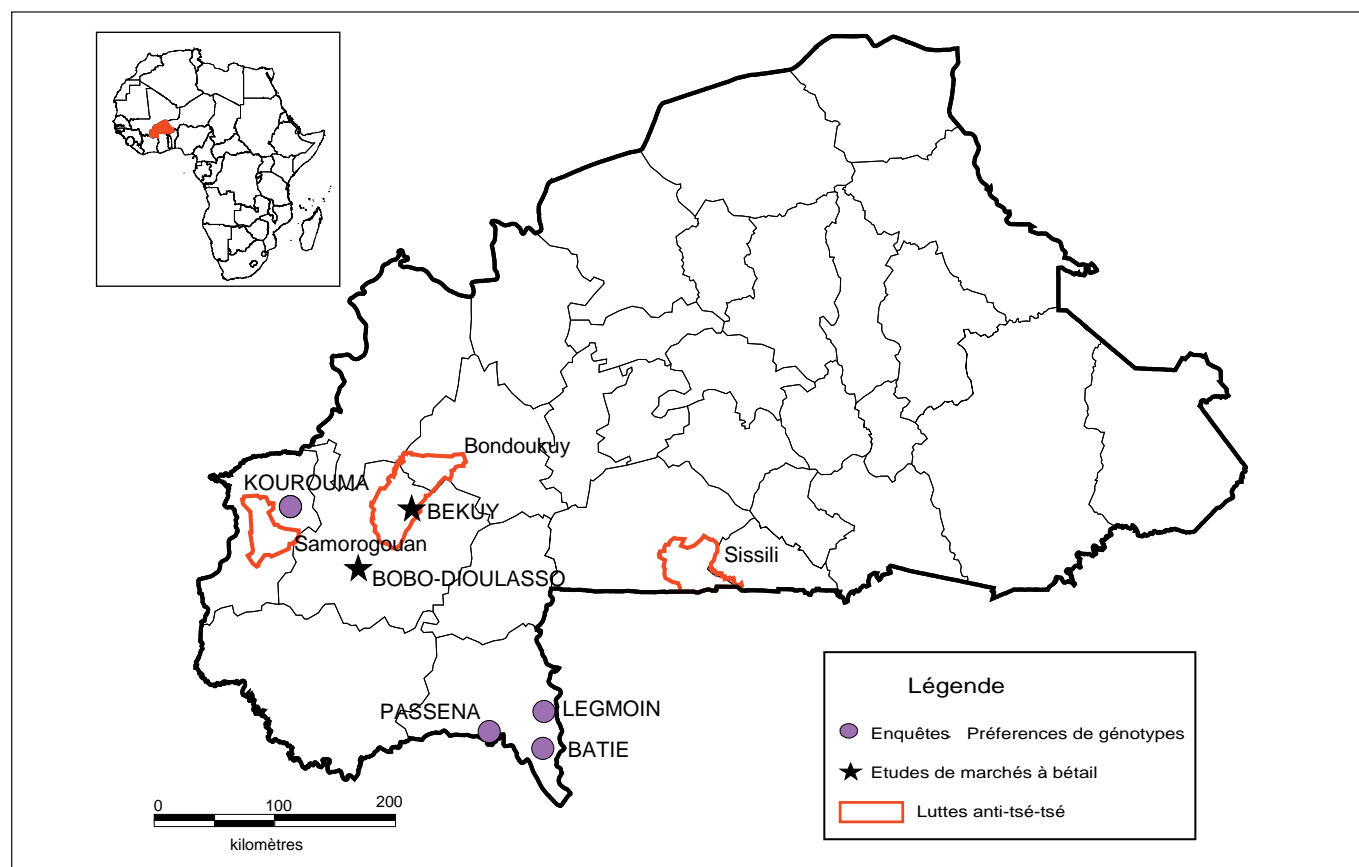 Bondoukuy
KOUROUMA
BEKUY
Samorogouan
Sissili
BOBO-DIOULASSO
PASSENA
LEGMOIN
BATIE
Légende
Enquêtes Préferences de génotypes
Etudes de marchés à bétail
Luttes anti-tsé-tsé
0 100 200
kilomètres